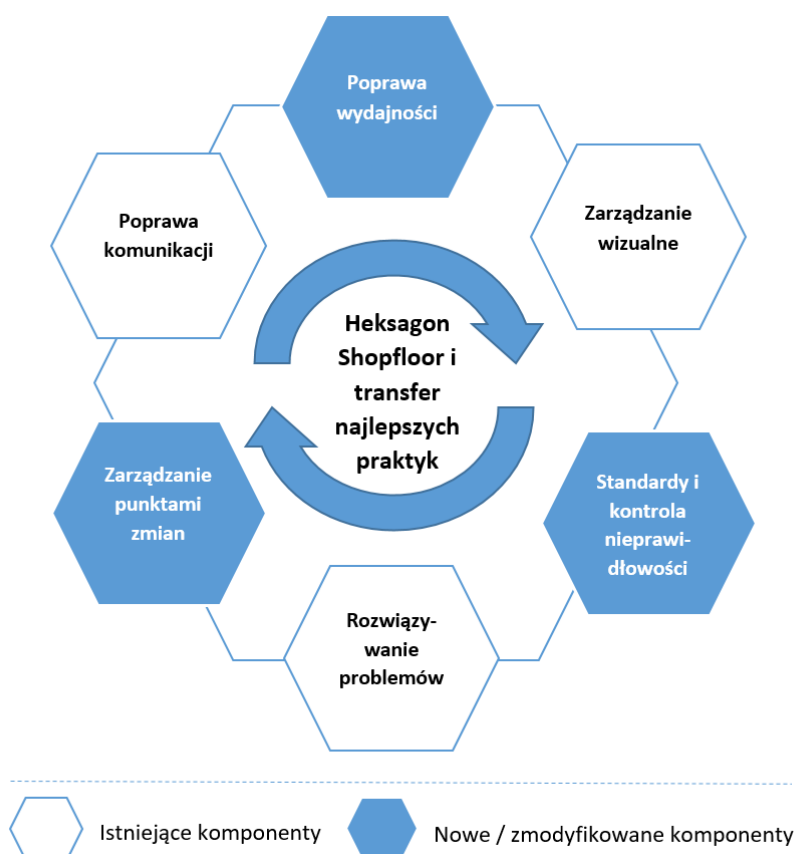 Poprawa
wydajności
Poprawa
komunikacji
Zarządzanie
wizualne
Heksagon
Shopfloor i
transfer
najlepszych
praktyk
Zarządzanie
punktami
zmian
Standardy i
kontrola
nieprawi-
dłowości
Rozwiązy-
wanie
problemów
Istniejące komponenty
Nowe / zmodyfikowane komponenty